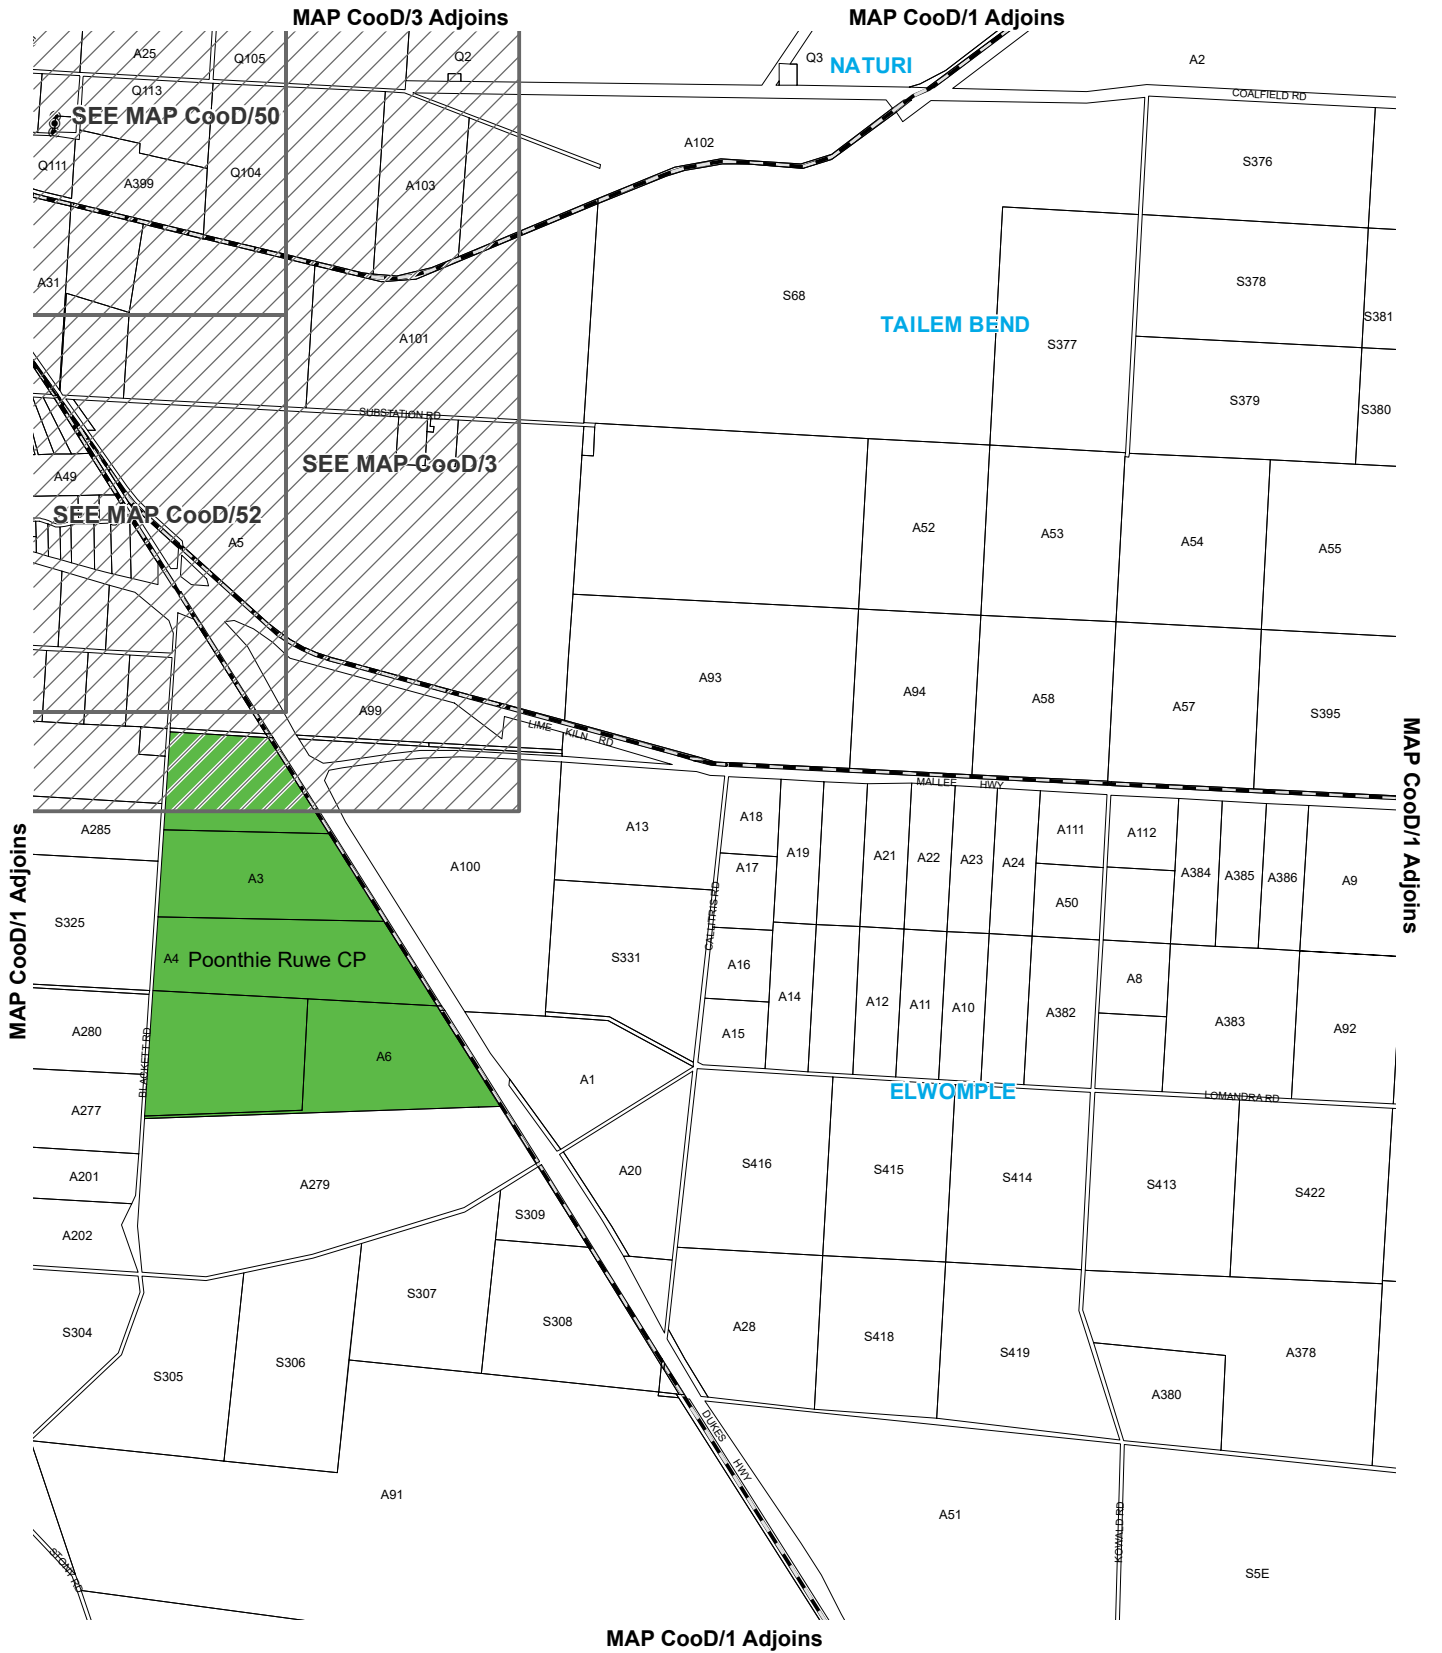 MAP CooD/3 Adjoins
MAP CooD/1 Adjoins
A25
Q105
Q2
Q3
NATURI
A2
Q113
COALFIELD RD
SEE MAP CooD/50
A102
Q111
A399
Q104
A103
S376
A31
S68
S378
TAILEM BEND
S381
A101
S377
SUBSTATION RD
S379
S380
SEE MAP CooD/3
A49
SEE MAP CooD/52
A5
A52
A53
A54
A55
A93
A94
A58
A57
S395
A99
LIME KILN RD
MALLEE HWY
MAP CooD/1 Adjoins
MAP CooD/1 Adjoins
A285
A13
A18
A111
A112
A100
A17
A19
A21
A22
A23
A24
A384
A385
A386
A9
A3
CALLITRIS RD
A50
S325
A4
Poonthie Ruwe CP
S331
A16
A8
A14
A12
A11
A10
A382
A383
A92
A280
A15
BLACKETT RD
A6
A1
ELWOMPLE
LOMANDRA RD
A277
A201
A279
A20
S416
S415
S414
S413
S422
A202
S309
S307
S308
S304
S305
S306
A28
S418
S419
A378
A380
DUKES HWY
A91
A51
KOWALD RD
STONY RD
S5E
MAP CooD/1 Adjoins